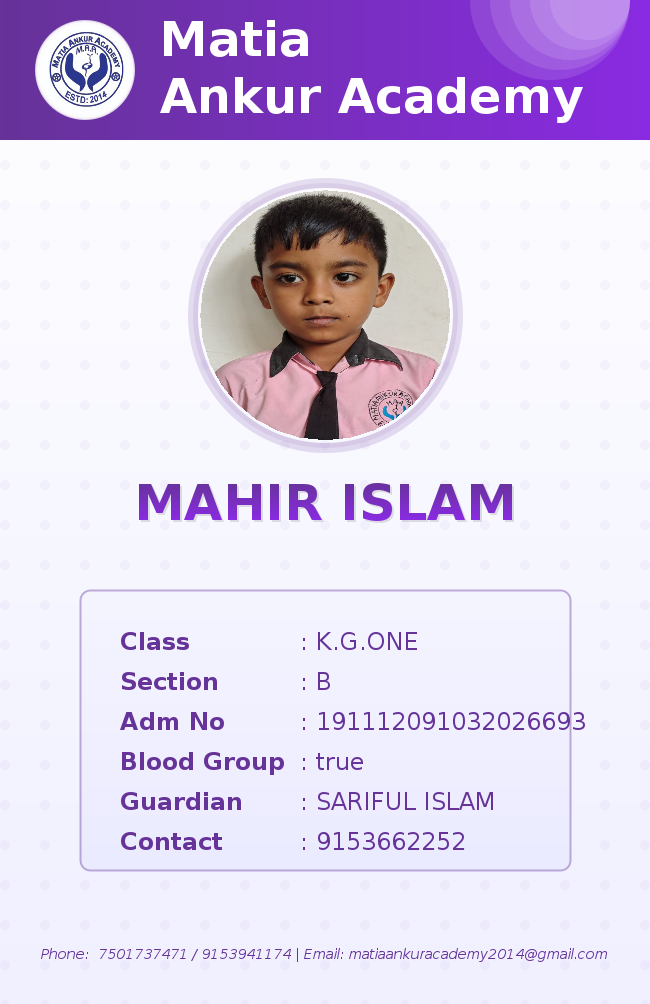 Matia
Ankur Academy
MATIA ANKUR ACADEMY
M.A.A
ESTD: 2014
MAHIR ISLAM
Class : K.G.ONE
Section : B
Adm No : 191112091032026693
Blood Group : true
Guardian : SARIFUL ISLAM
Contact : 9153662252
Phone: 7501737471 / 9153941174 | Email: matiaankuracademy2014@gmail.com